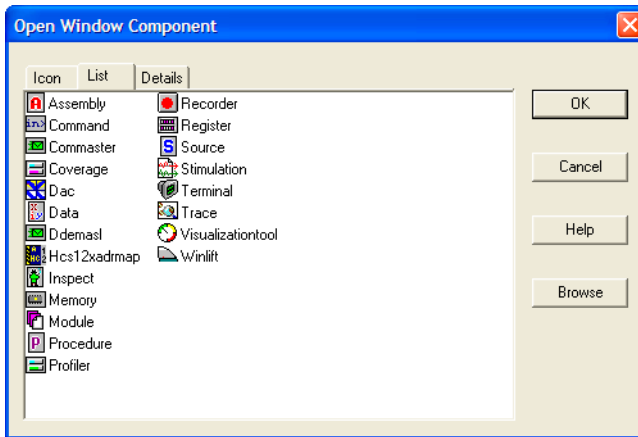 Open Window Component
Icon List Details
Assembly
Command
Commaster
Coverage
Dac
Data
Ddemasl
Hcs12xadrmap
Inspect
Memory
Module
Procedure
Profiler
Recorder
Register
Source
Stimulation
Terminal
Trace
Visualizationtool
Winlift
OK
Cancel
Help
Browse